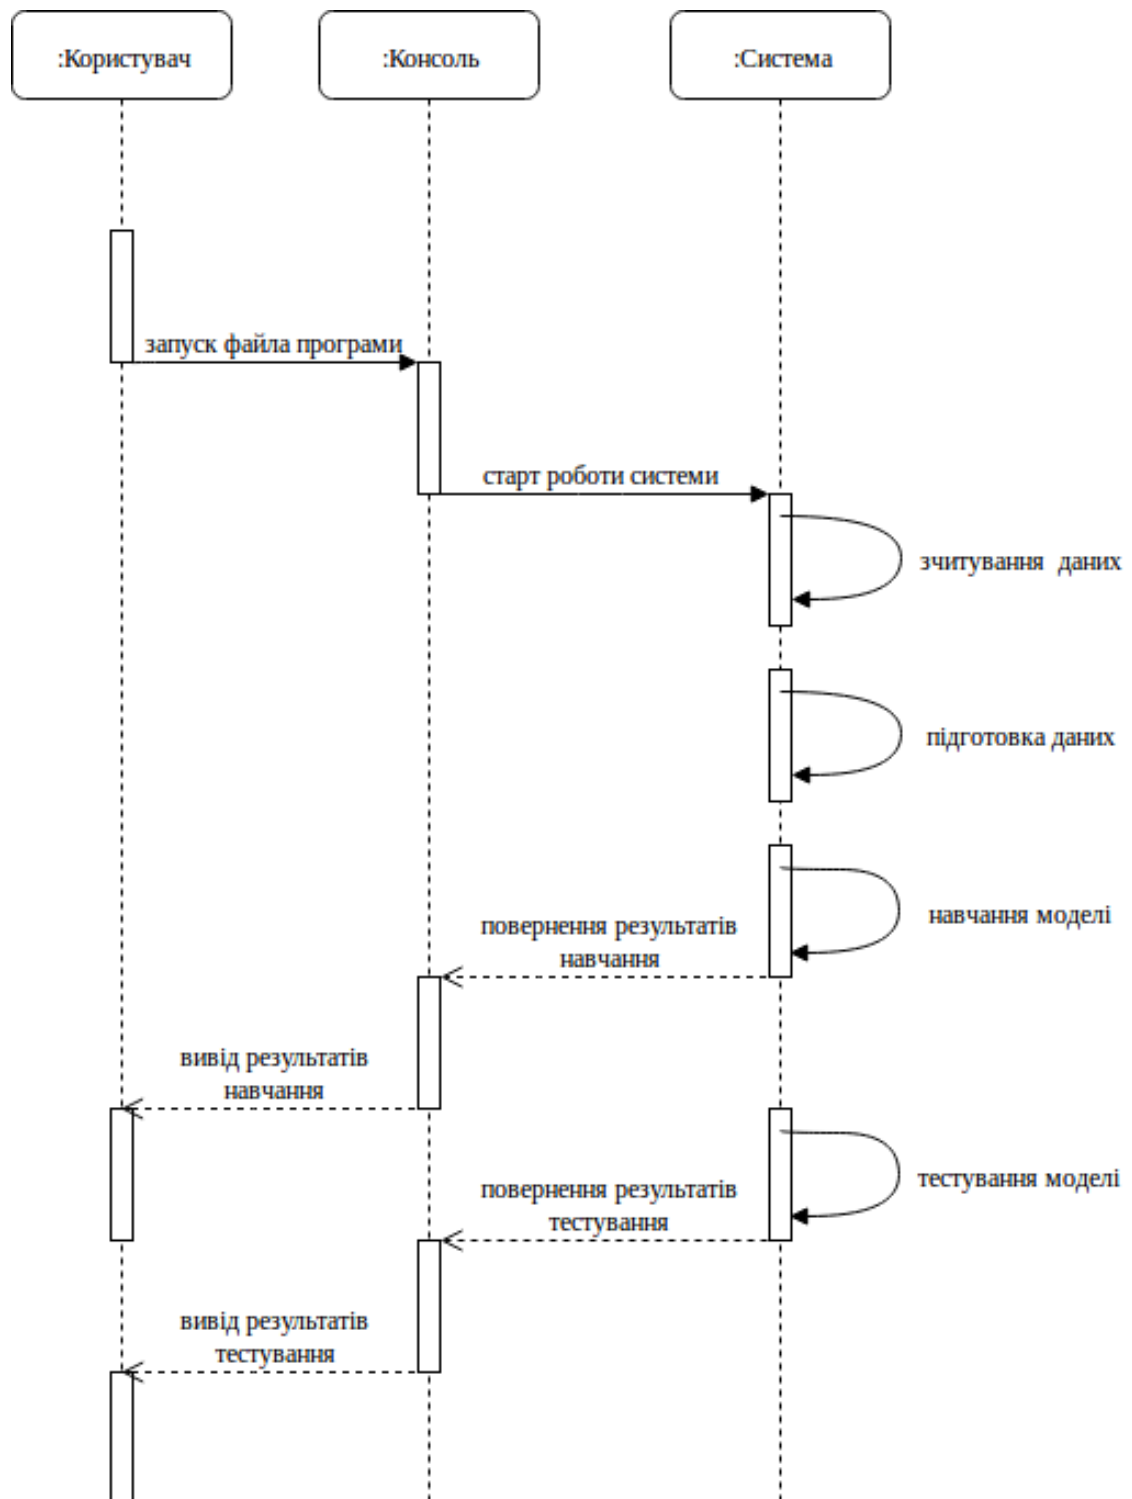 :Користувач
:Консоль
:Система
запуск файла програми
старт роботи системи
зчитування даних
підготовка даних
навчання моделі
повернення результатів
навчання
вивід результатів
навчання
тестування моделі
повернення результатів
тестування
вивід результатів
тестування